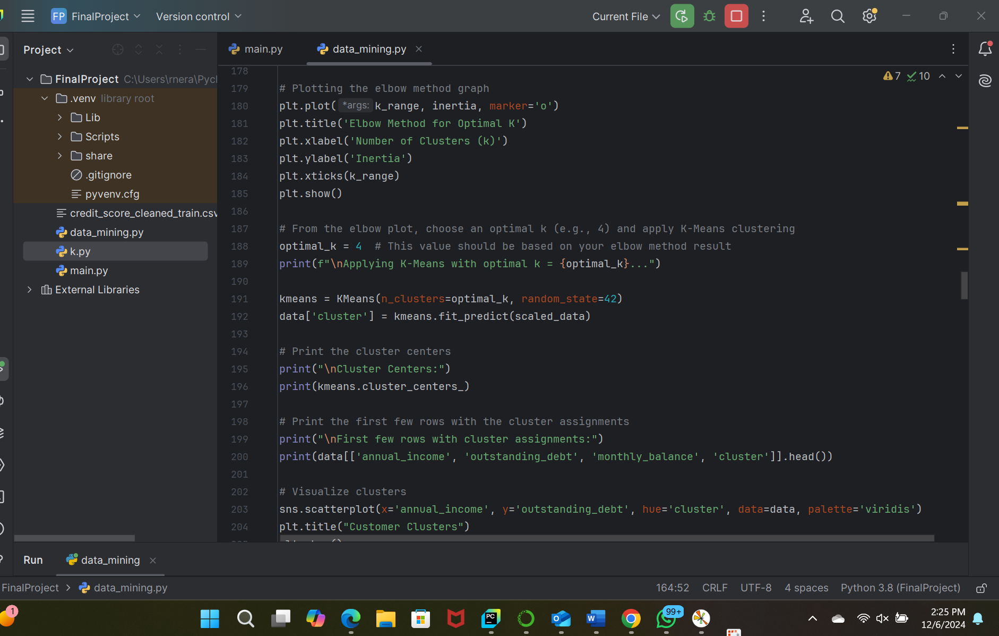 FP FinalProject Version control Current File
Project
main.py data_mining.py
FinalProject C:\Users\rnera\Pycl
.venv library root
Lib
Scripts
share
.gitignore
pyvenv.cfg
credit_score_cleaned_train.csv
data_mining.py
k.py
main.py
External Libraries
7 10
178
179 # Plotting the elbow method graph
180 plt.plot( *args: k_range, inertia, marker='o')
181 plt.title('Elbow Method for Optimal K')
182 plt.xlabel('Number of Clusters (k)')
183 plt.ylabel('Inertia')
184 plt.xticks(k_range)
185 plt.show()
186
187 # From the elbow plot, choose an optimal k (e.g., 4) and apply K-Means clustering
188 optimal_k = 4  # This value should be based on your elbow method result
189 print(f"\nApplying K-Means with optimal k = {optimal_k}...")
190
191 kmeans = KMeans(n_clusters=optimal_k, random_state=42)
192 data['cluster'] = kmeans.fit_predict(scaled_data)
193
194 # Print the cluster centers
195 print("\nCluster Centers:")
196 print(kmeans.cluster_centers_)
197
198 # Print the first few rows with the cluster assignments
199 print("\nFirst few rows with cluster assignments:")
200 print(data[['annual_income', 'outstanding_debt', 'monthly_balance', 'cluster']].head())
201
202 # Visualize clusters
203 sns.scatterplot(x='annual_income', y='outstanding_debt', hue='cluster', data=data, palette='viridis')
204 plt.title("Customer Clusters")
Run data_mining
FinalProject > data_mining.py 164:52 CRLF UTF-8 4 spaces Python 3.8 (FinalProject)
1 PC O W 99+ 2:25 PM
12/6/2024